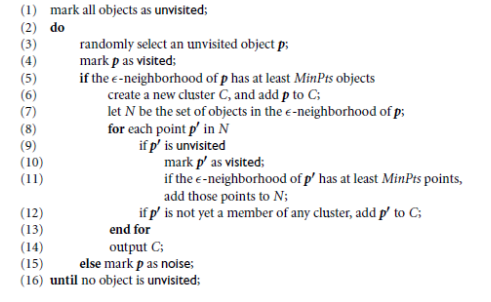 (1) mark all objects as unvisited;
(2) do
(3) randomly select an unvisited object p;
(4) mark p as visited;
(5) if the ϵ-neighborhood of p has at least MinPts objects
(6) create a new cluster C, and add p to C;
(7) let N be the set of objects in the ϵ-neighborhood of p;
(8) for each point p′ in N
(9) if p′ is unvisited
(10) mark p′ as visited;
(11) if the ϵ-neighborhood of p′ has at least MinPts points,
add those points to N;
(12) if p′ is not yet a member of any cluster, add p′ to C;
(13) end for
(14) output C;
(15) else mark p as noise;
(16) until no object is unvisited;